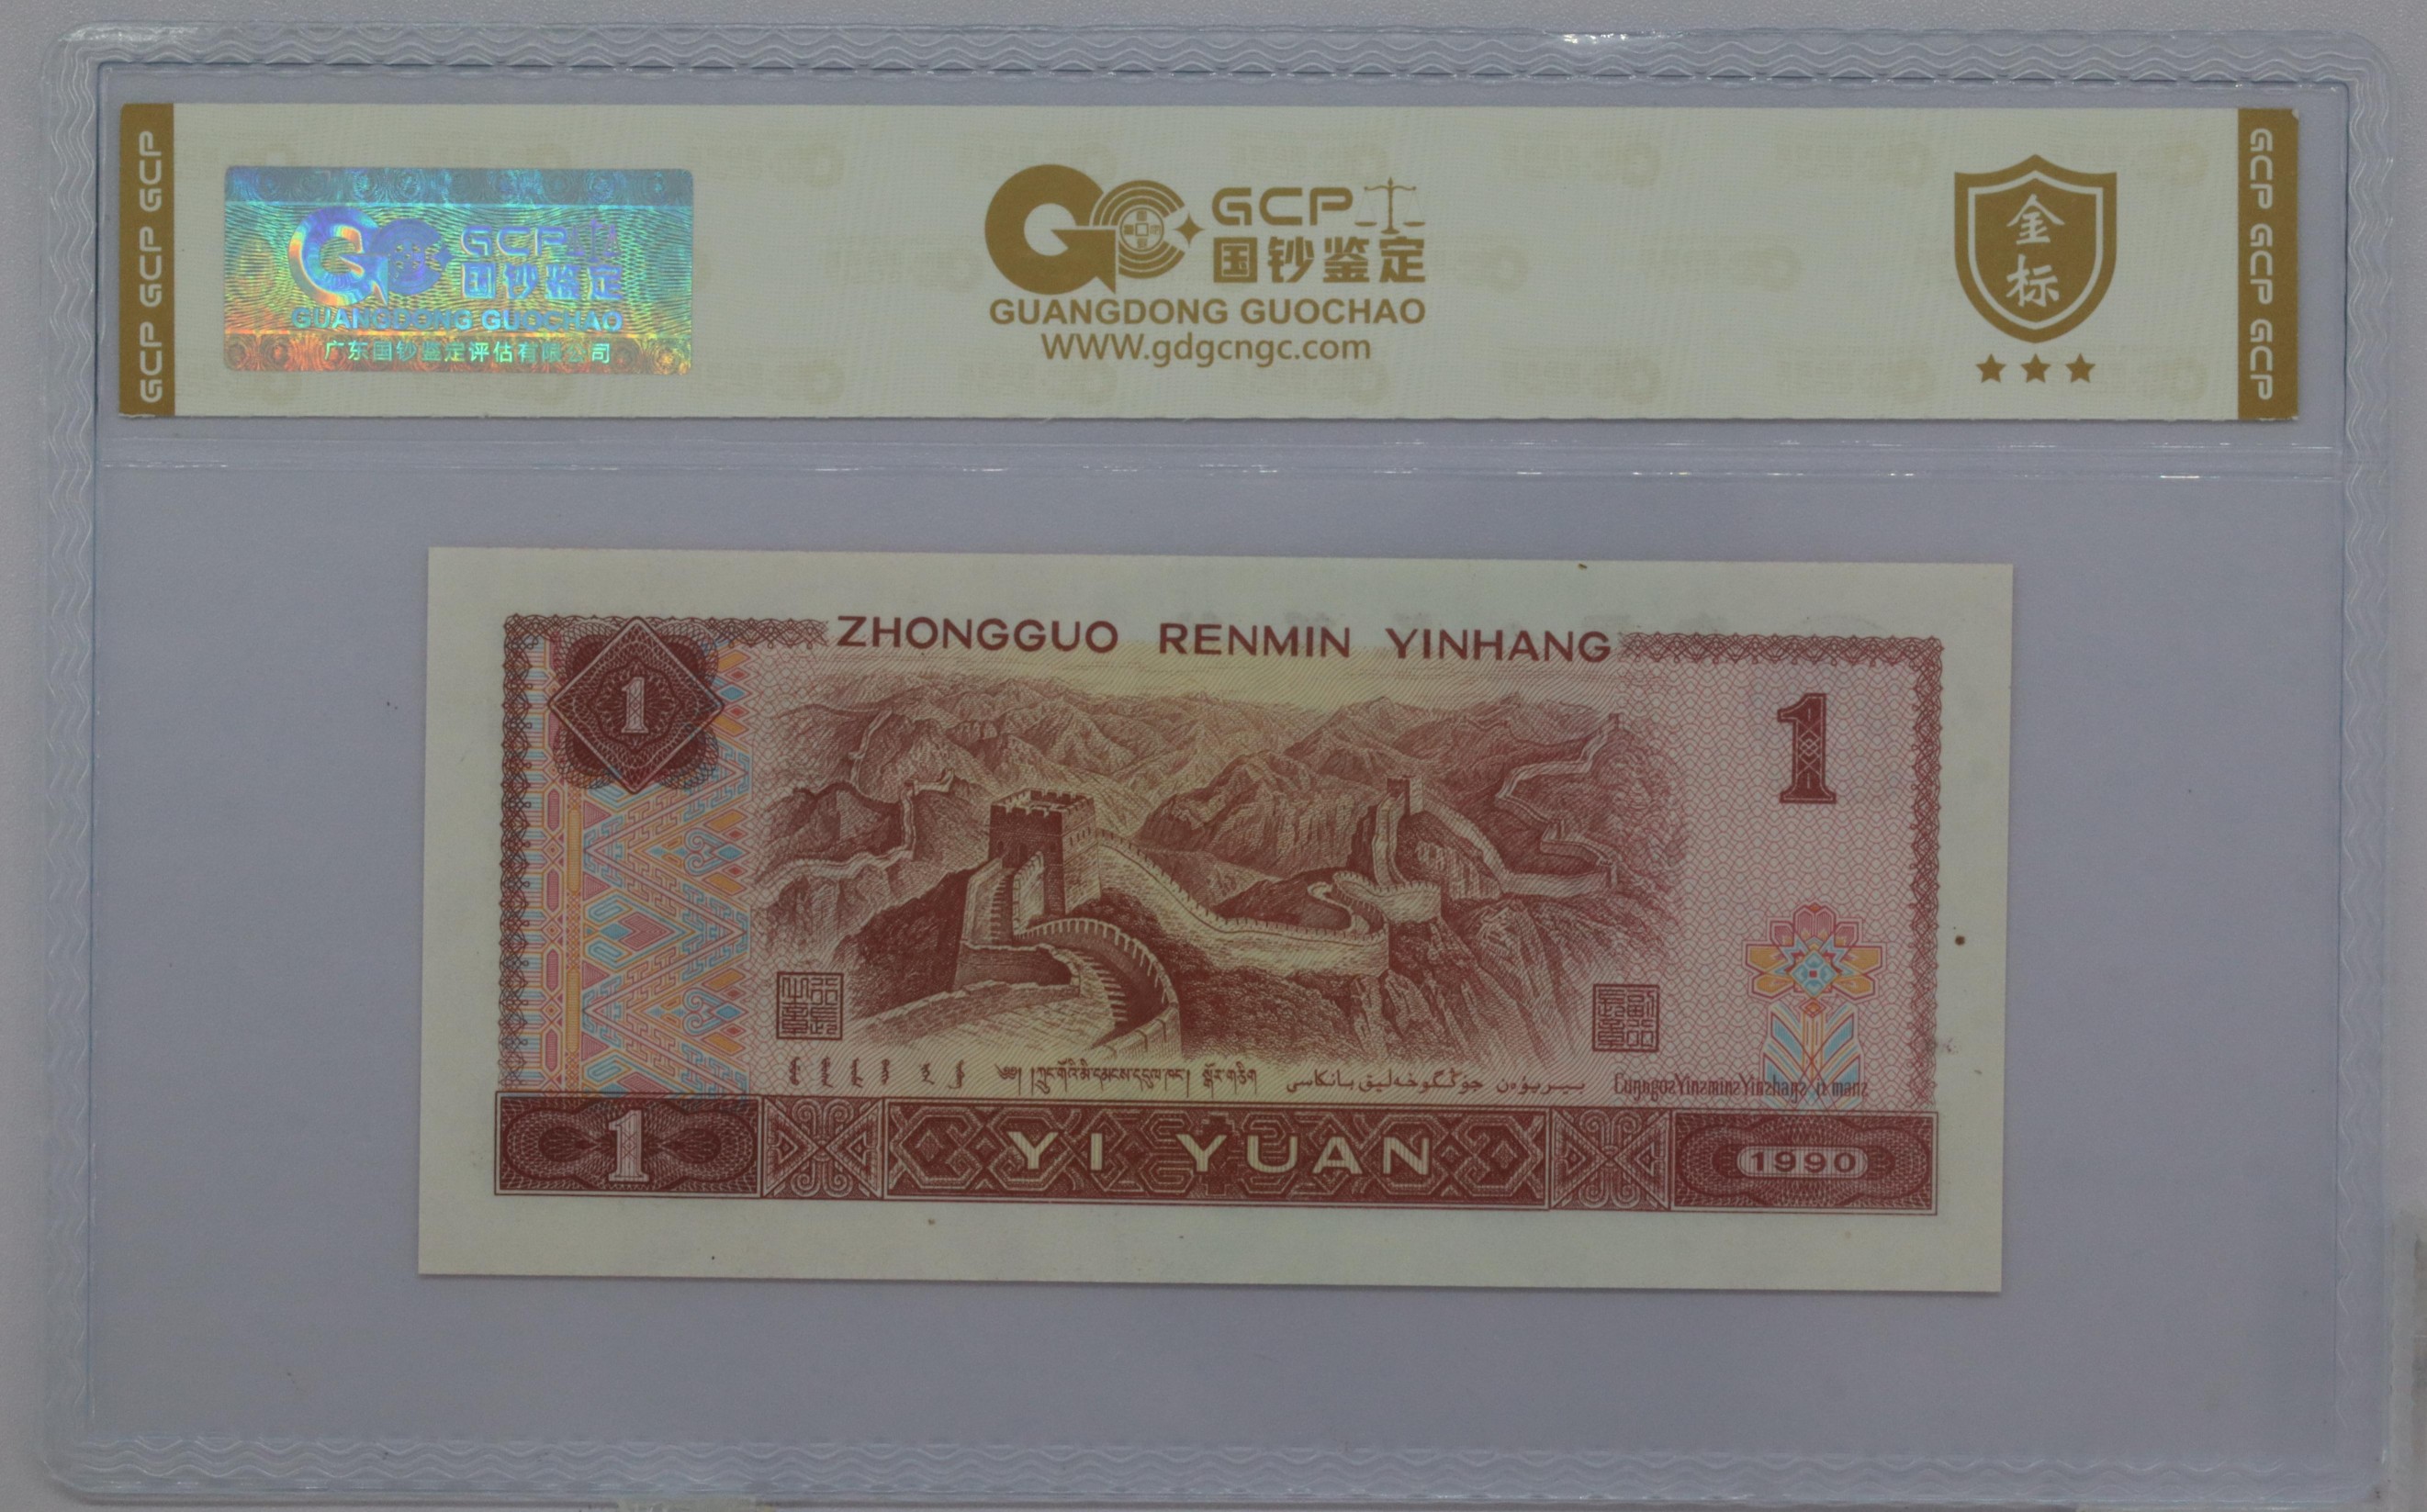 GCP GCP GCP
GCP
国钞鉴定
GUANGDONG GUOCHAO
广东国钞鉴定评估有限公司
GCP
国钞鉴定
GUANGDONG GUOCHAO
www.gdgcngc.com
金
标
GCP GCP GCP
ZHONGGUO RENMIN YINHANG
1
1
1
YI YUAN
1990